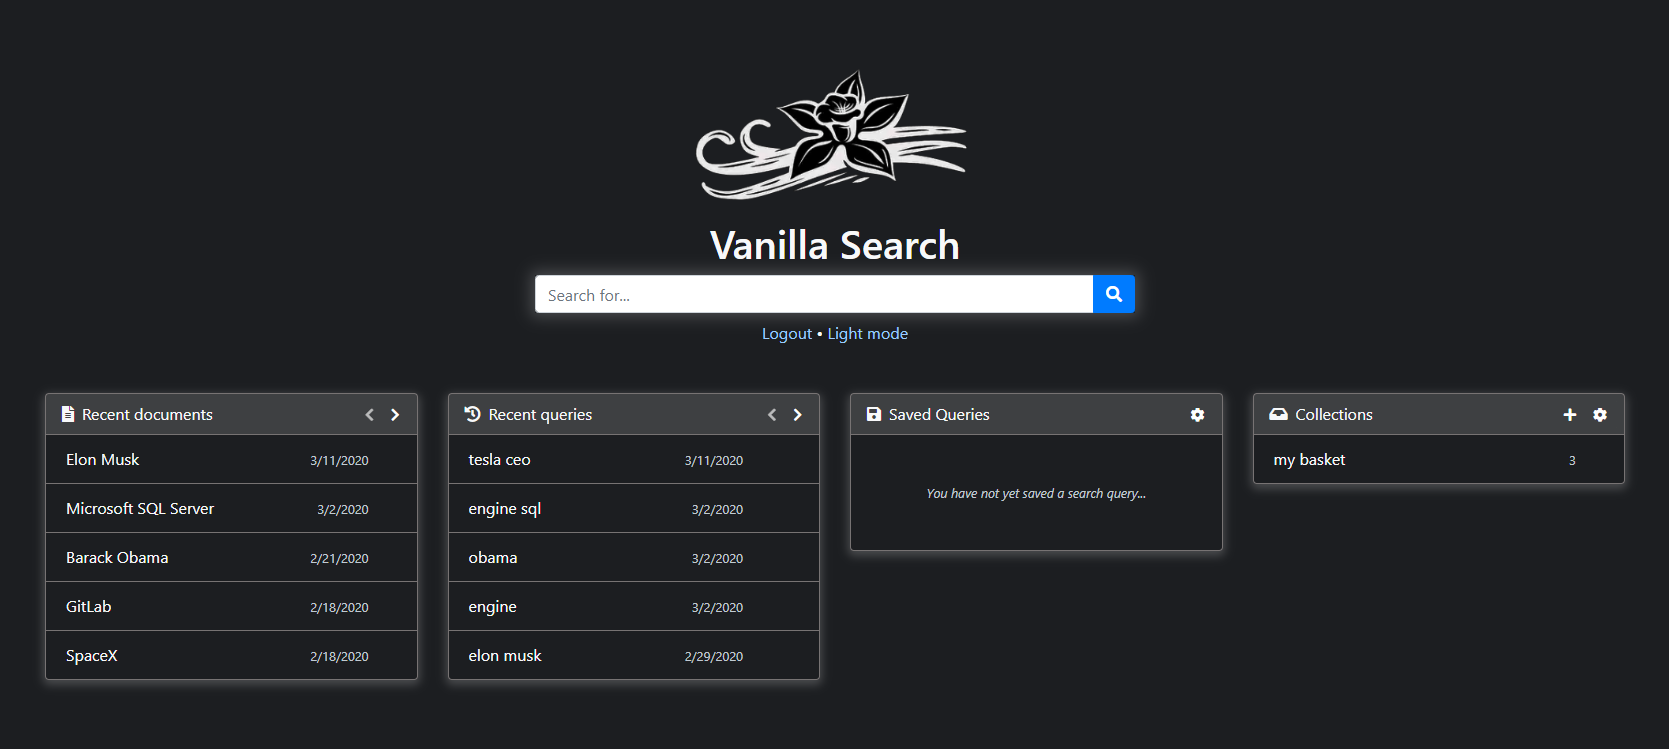 Vanilla Search
Search for...
Logout • Light mode
Recent documents
Elon Musk 3/11/2020
Microsoft SQL Server 3/2/2020
Barack Obama 2/21/2020
GitLab 2/18/2020
SpaceX 2/18/2020
Recent queries
tesla ceo 3/11/2020
engine sql 3/2/2020
obama 3/2/2020
engine 3/2/2020
elon musk 2/29/2020
Saved Queries
You have not yet saved a search query...
Collections
my basket 3